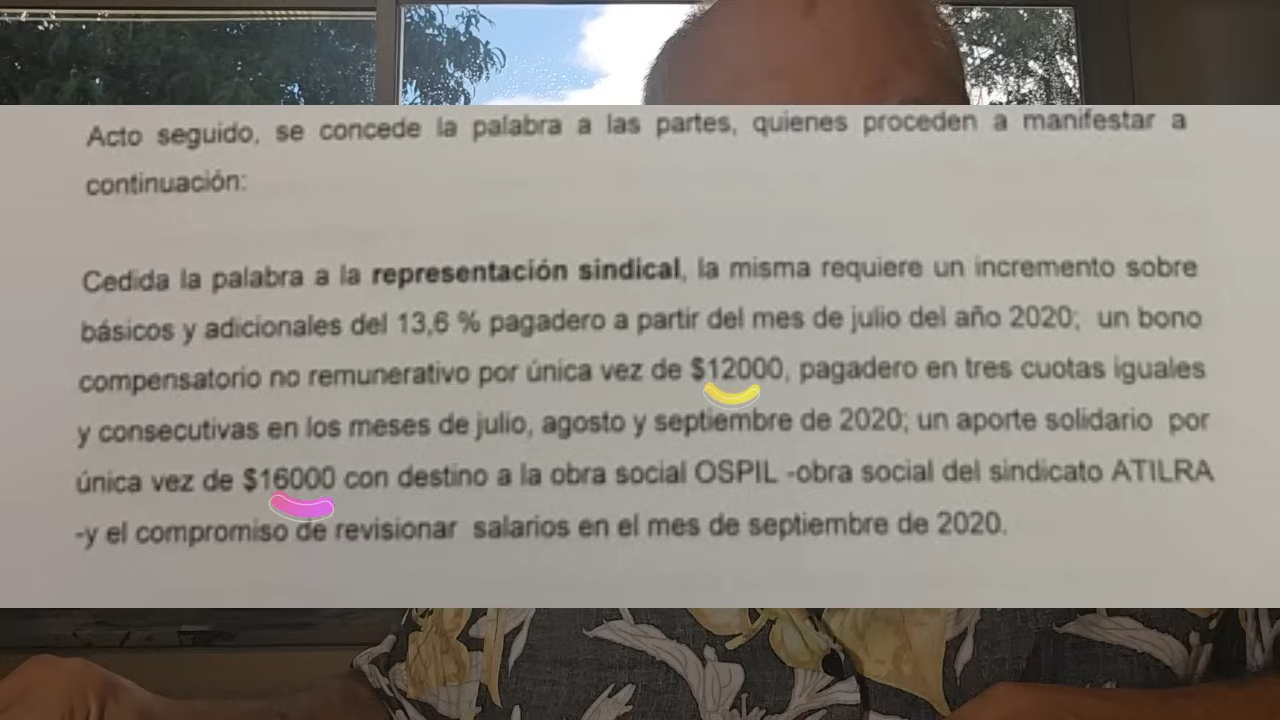 Acto seguido, se concede la palabra a las partes, quienes proceden a manifestar a
continuación:
Cedida la palabra a la representación sindical, la misma requiere un incremento sobre
básicos y adicionales del 13,6 % pagadero a partir del mes de julio del año 2020; un bono
compensatorio no remunerativo por única vez de $12000, pagadero en tres cuotas iguales
y consecutivas en los meses de julio, agosto y septiembre de 2020; un aporte solidario por
única vez de $16000 con destino a la obra social OSPIL -obra social del sindicato ATILRA
-y el compromiso de revisionar salarios en el mes de septiembre de 2020.